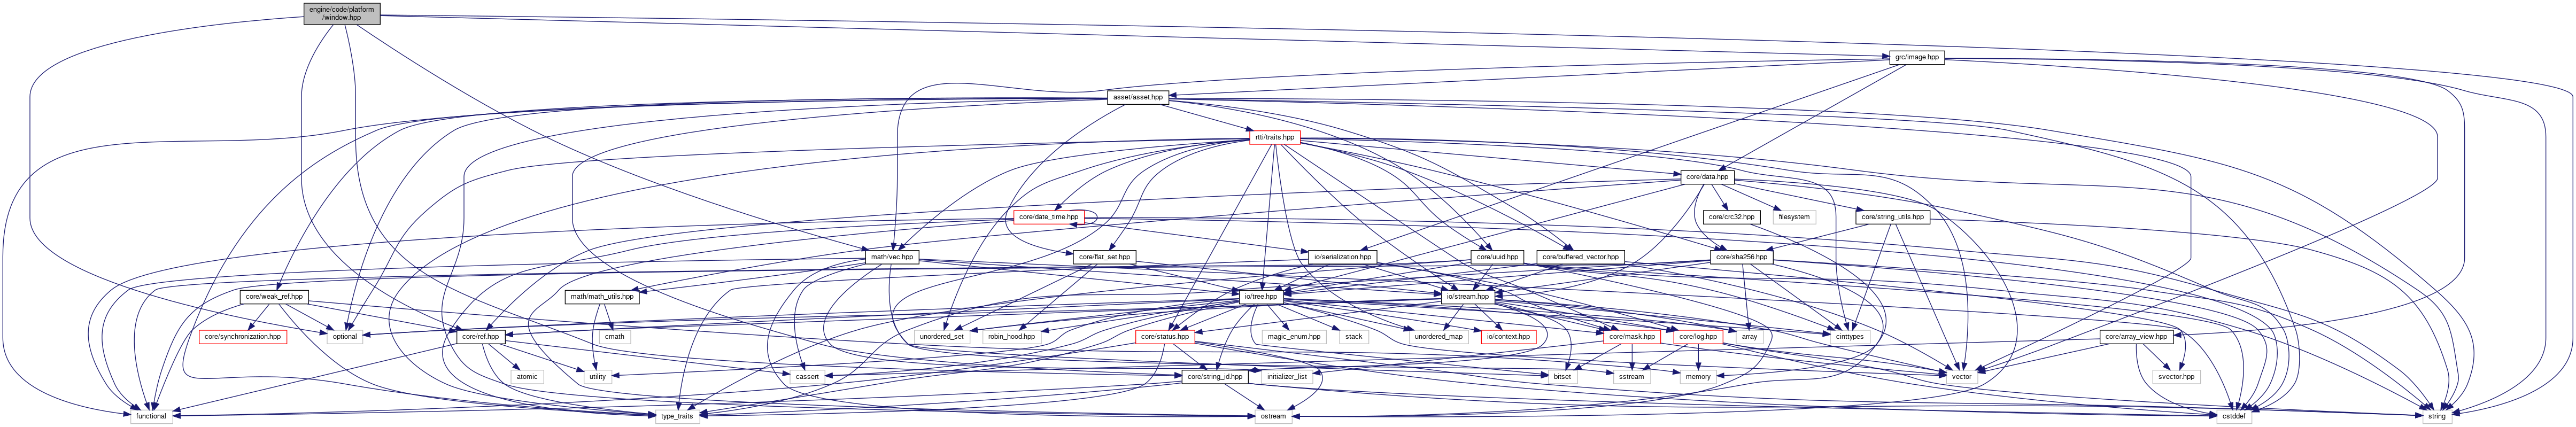 engine/code/platform
/window.hpp
grc/image.hpp
asset/asset.hpp
rtti/traits.hpp
core/data.hpp
core/date_time.hpp
core/crc32.hpp
filesystem
core/string_utils.hpp
math/vec.hpp
core/flat_set.hpp
io/serialization.hpp
core/uuid.hpp
core/buffered_vector.hpp
core/sha256.hpp
core/weak_ref.hpp
math/math_utils.hpp
io/tree.hpp
io/stream.hpp
core/synchronization.hpp
optional
core/ref.hpp
cmath
unordered_set
robin_hood.hpp
core/status.hpp
magic_enum.hpp
stack
unordered_map
io/context.hpp
core/mask.hpp
core/log.hpp
array
cinttypes
core/array_view.hpp
atomic
utility
cassert
core/string_id.hpp
initializer_list
bitset
sstream
memory
vector
svector.hpp
functional
type_traits
ostream
cstddef
string